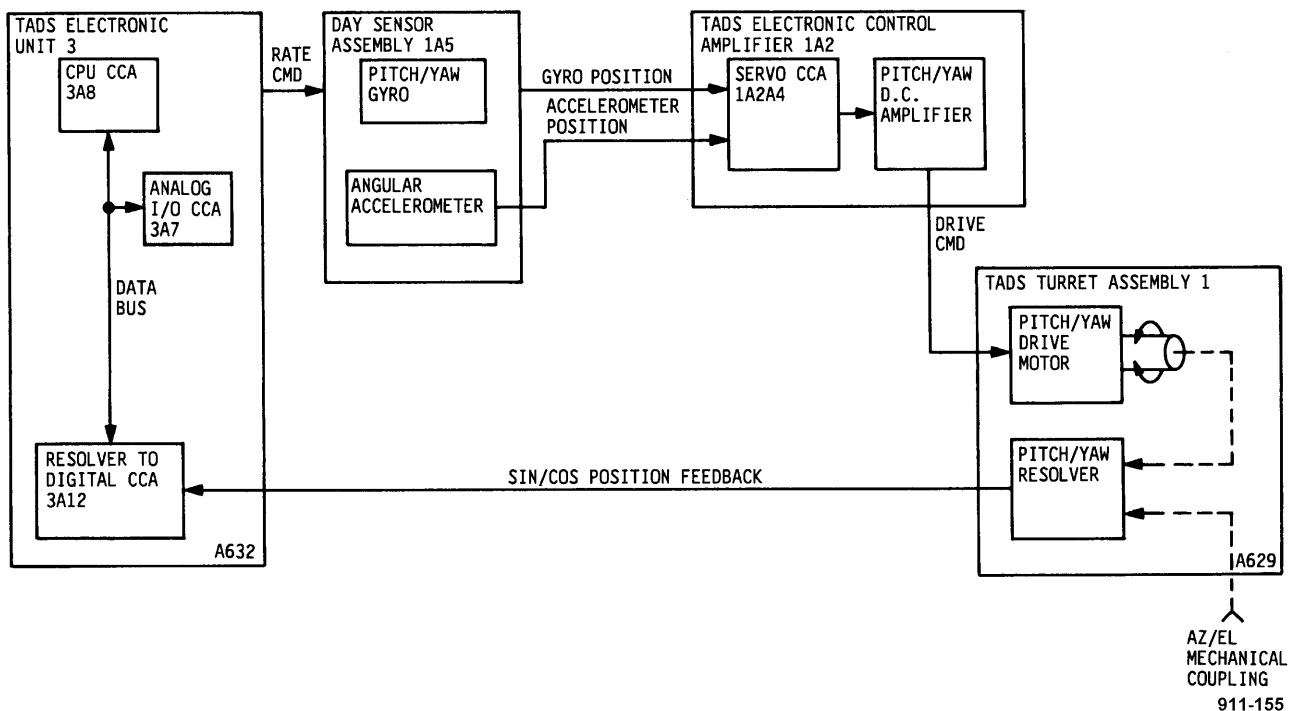 TADS ELECTRONIC
UNIT 3
CPU CCA
3A8
ANALOG
I/O CCA
3A7
DATA
BUS
RESOLVER TO
DIGITAL CCA
3A12
A632
RATE
CMD
DAY SENSOR
ASSEMBLY 1A5
PITCH/YAW
GYRO
ANGULAR
ACCELEROMETER
GYRO POSITION
ACCELEROMETER
POSITION
TADS ELECTRONIC CONTROL
AMPLIFIER 1A2
SERVO CCA
1A2A4
PITCH/YAW
D.C.
AMPLIFIER
DRIVE
CMD
TADS TURRET ASSEMBLY 1
PITCH/YAW
DRIVE
MOTOR
PITCH/YAW
RESOLVER
SIN/COS POSITION FEEDBACK
A629
AZ/EL
MECHANICAL
COUPLING
911-155